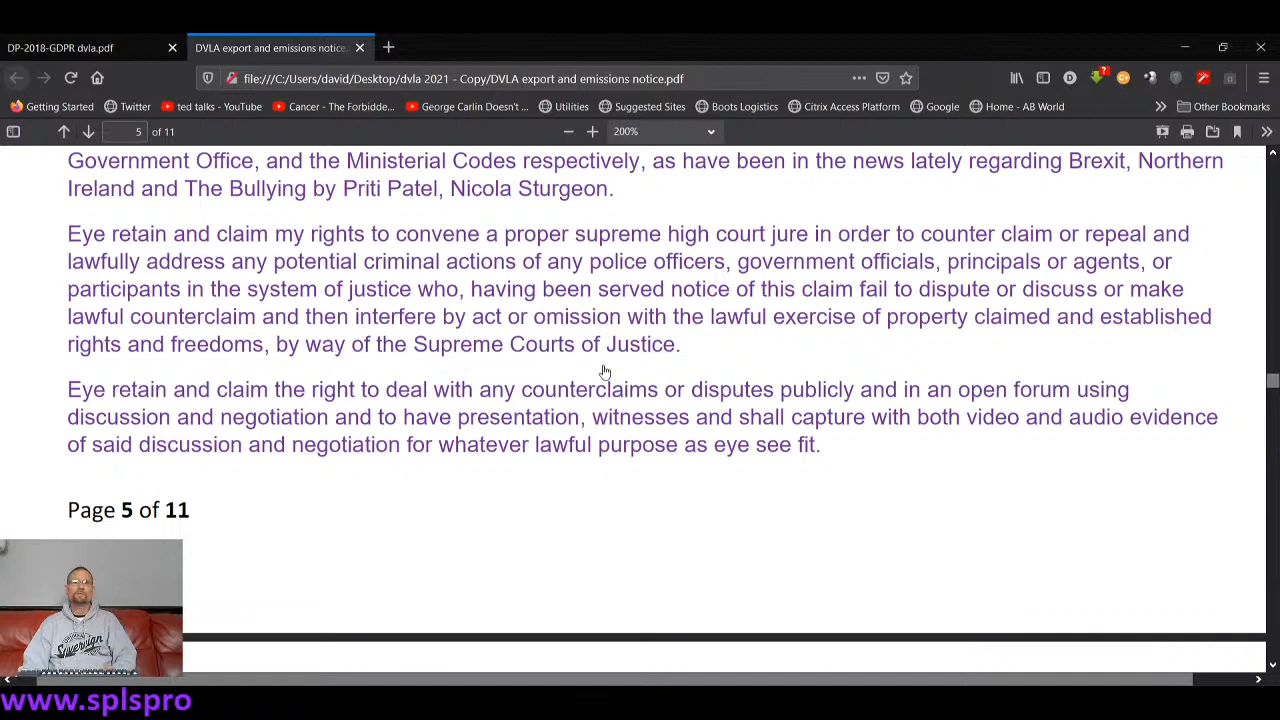 DP-2018-GDPR dvla.pdf
DVLA export and emissions notice.
file:///C:/Users/david/Desktop/dvla 2021 - Copy/DVLA export and emissions notice.pdf
Getting Started Twitter ted talks - YouTube Cancer - The Forbidde... George Carlin Doesn't ... Utilities Suggested Sites Boots Logistics Citrix Access Platform Google Home - AB World Other Bookmarks
5 of 11 200%
Government Office, and the Ministerial Codes respectively, as have been in the news lately regarding Brexit, Northern
Ireland and The Bullying by Priti Patel, Nicola Sturgeon.
Eye retain and claim my rights to convene a proper supreme high court jure in order to counter claim or repeal and
lawfully address any potential criminal actions of any police officers, government officials, principals or agents, or
participants in the system of justice who, having been served notice of this claim fail to dispute or discuss or make
lawful counterclaim and then interfere by act or omission with the lawful exercise of property claimed and established
rights and freedoms, by way of the Supreme Courts of Justice.
Eye retain and claim the right to deal with any counterclaims or disputes publicly and in an open forum using
discussion and negotiation and to have presentation, witnesses and shall capture with both video and audio evidence
of said discussion and negotiation for whatever lawful purpose as eye see fit.
Page 5 of 11
Sovereign
www.splspro